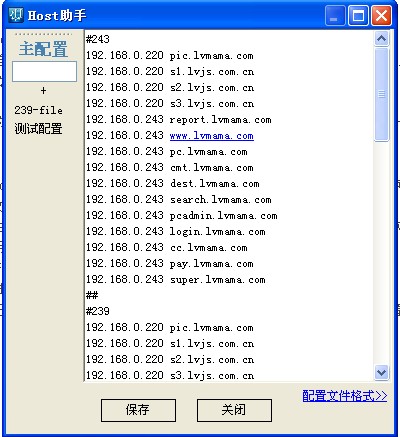 Host助手
主配置
+
239-file
测试配置
#243
192.168.0.220 pic.lvmama.com
192.168.0.220 s1.lvjs.com.cn
192.168.0.220 s2.lvjs.com.cn
192.168.0.220 s3.lvjs.com.cn
192.168.0.243 report.lvmama.com
192.168.0.243 www.lvmama.com
192.168.0.243 pc.lvmama.com
192.168.0.243 cmt.lvmama.com
192.168.0.243 dest.lvmama.com
192.168.0.243 search.lvmama.com
192.168.0.243 pcadmin.lvmama.com
192.168.0.243 login.lvmama.com
192.168.0.243 cc.lvmama.com
192.168.0.243 pay.lvmama.com
192.168.0.243 super.lvmama.com
##
#239
192.168.0.220 pic.lvmama.com
192.168.0.220 s1.lvjs.com.cn
192.168.0.220 s2.lvjs.com.cn
192.168.0.220 s3.lvjs.com.cn
配置文件格式>>
保存
关闭